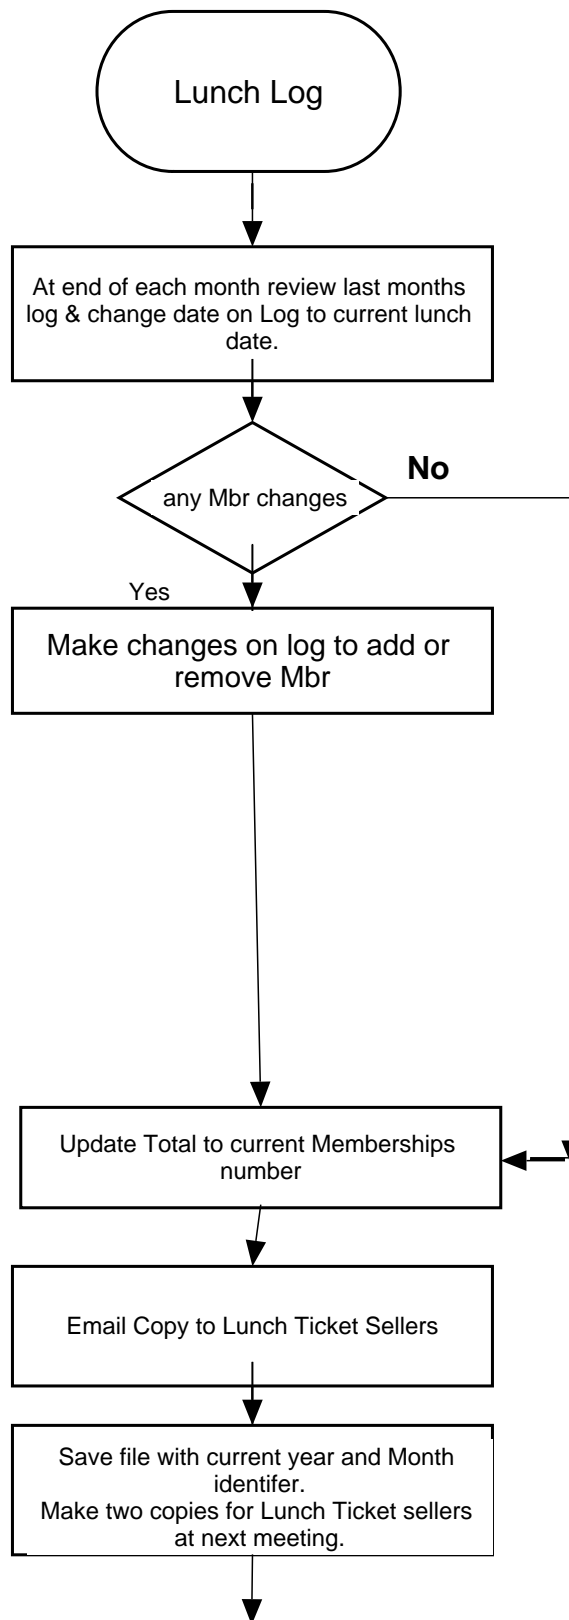 Lunch Log
At end of each month review last months
log & change date on Log to current lunch
date.
any Mbr changes
No
Yes
Make changes on log to add or
remove Mbr
Update Total to current Memberships
number
Email Copy to Lunch Ticket Sellers
Save file with current year and Month
identifer.
Make two copies for Lunch Ticket sellers
at next meeting.